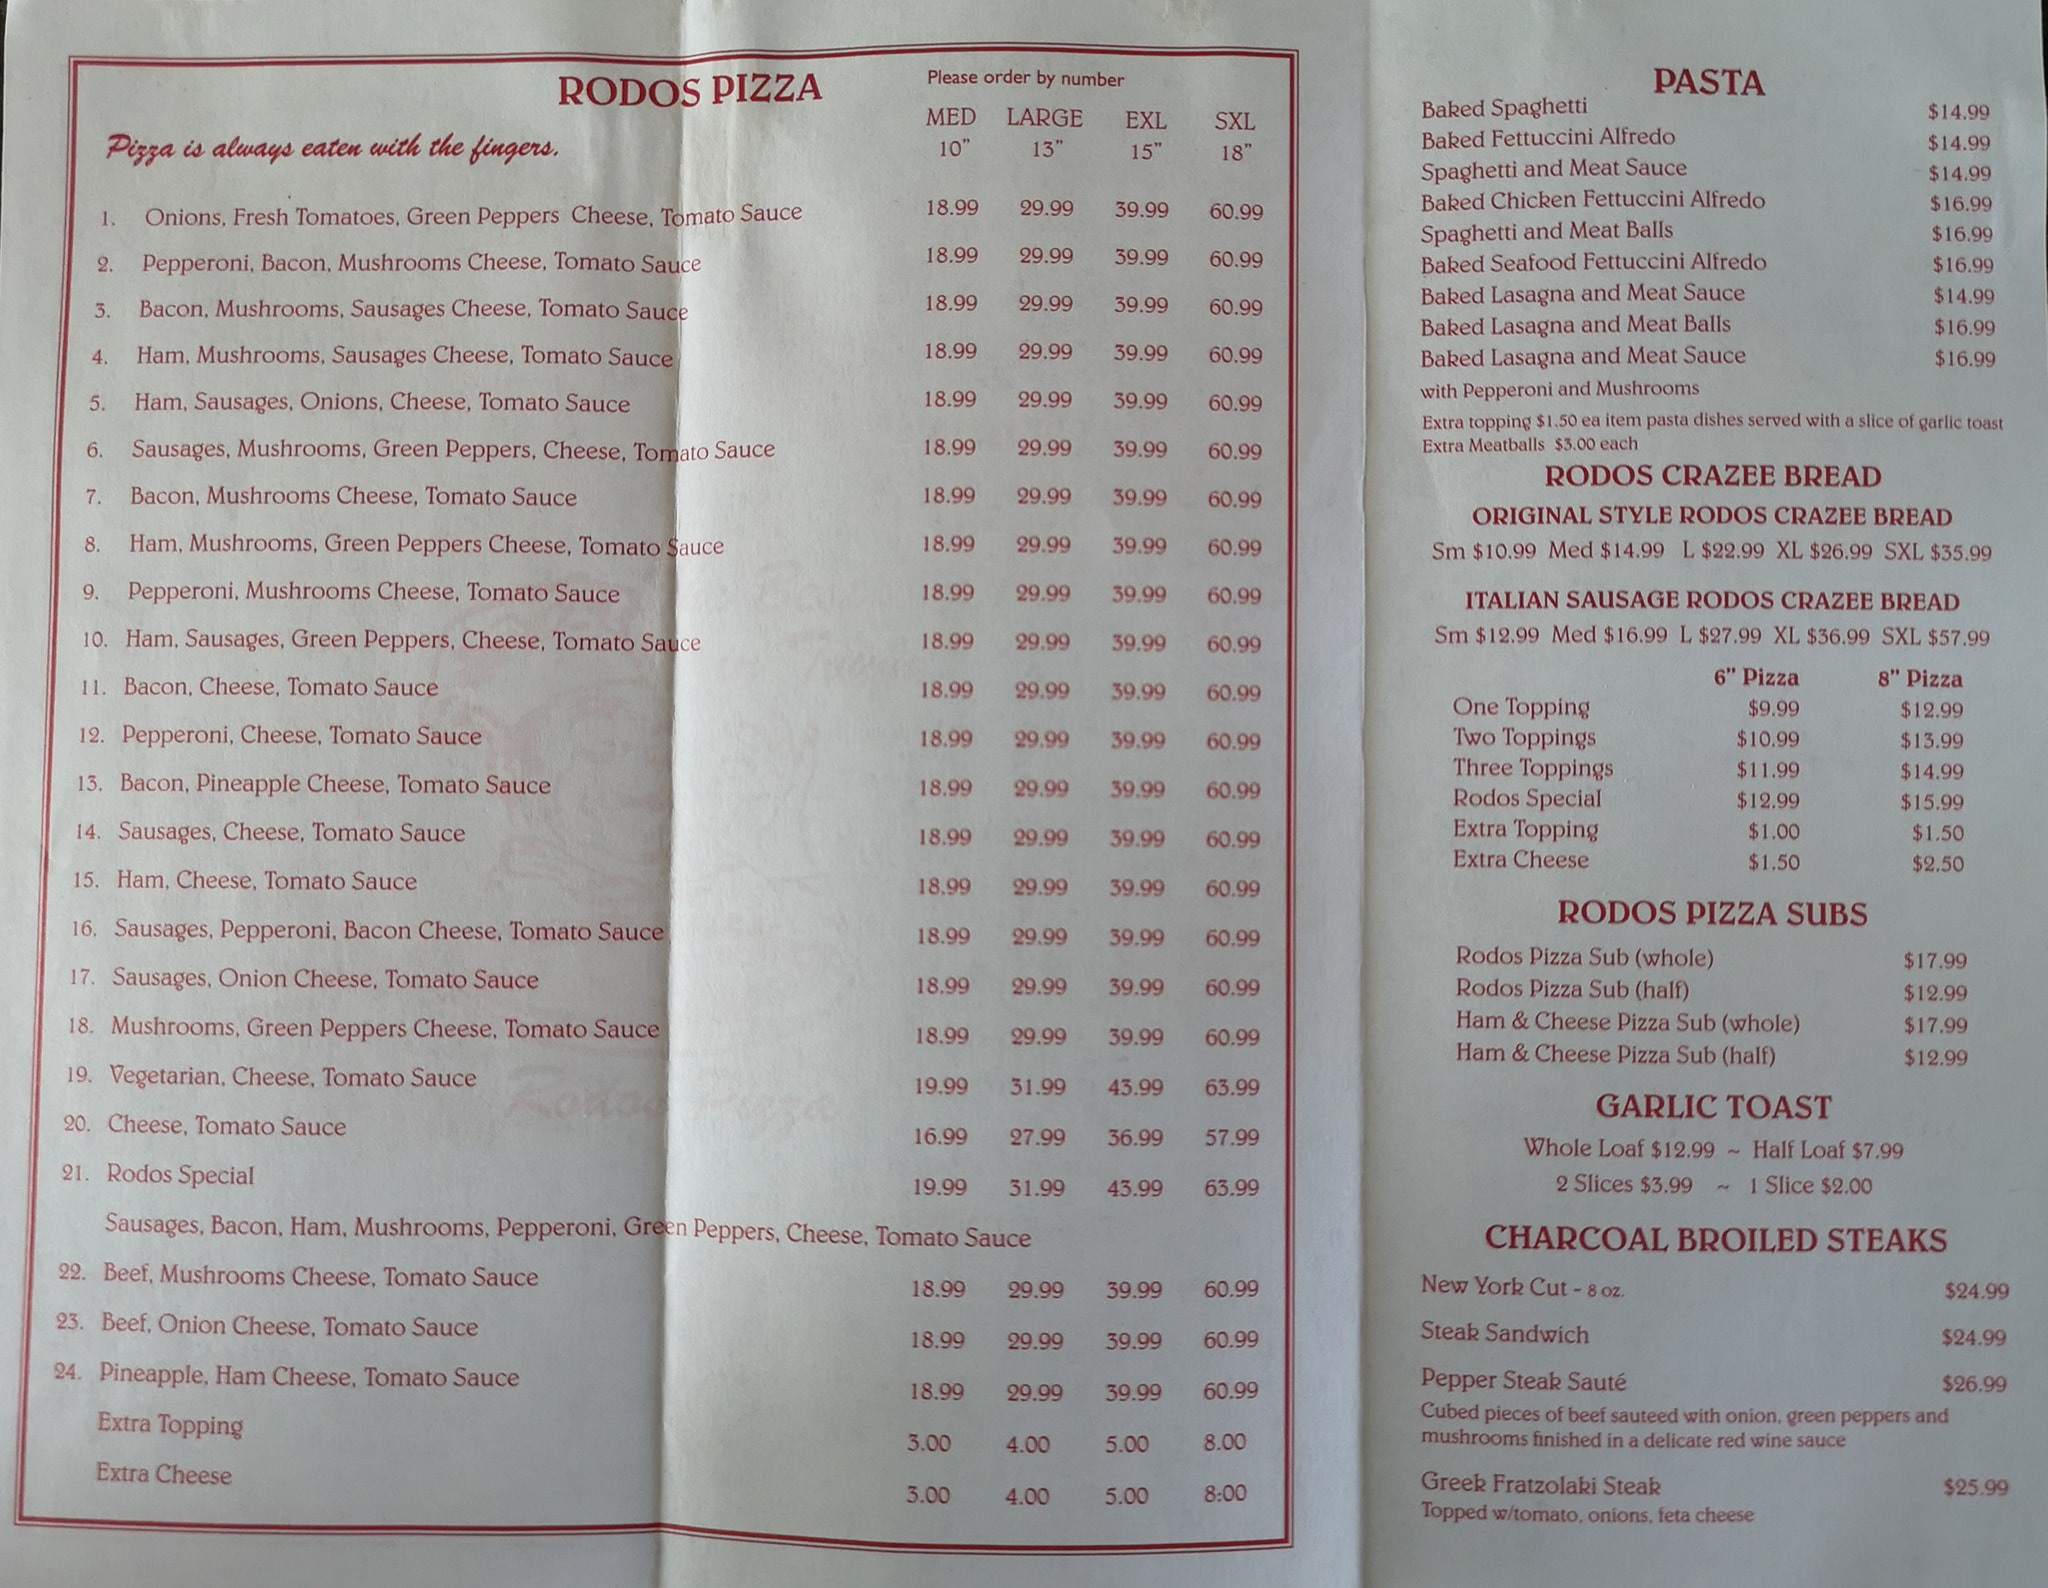 RODOS PIZZA
Please order by number
Pizza is always eaten with the fingers.
MED LARGE EXL SXL
10" 13" 15" 18"
1. Onions, Fresh Tomatoes, Green Peppers Cheese, Tomato Sauce 18.99 29.99 39.99 60.99
2. Pepperoni, Bacon, Mushrooms Cheese, Tomato Sauce 18.99 29.99 39.99 60.99
3. Bacon, Mushrooms, Sausages Cheese, Tomato Sauce 18.99 29.99 39.99 60.99
4. Ham, Mushrooms, Sausages Cheese, Tomato Sauce 18.99 29.99 39.99 60.99
5. Ham, Sausages, Onions, Cheese, Tomato Sauce 18.99 29.99 39.99 60.99
6. Sausages, Mushrooms, Green Peppers, Cheese, Tomato Sauce 18.99 29.99 39.99 60.99
7. Bacon, Mushrooms Cheese, Tomato Sauce 18.99 29.99 39.99 60.99
8. Ham, Mushrooms, Green Peppers Cheese, Tomato Sauce 18.99 29.99 39.99 60.99
9. Pepperoni, Mushrooms Cheese, Tomato Sauce 18.99 29.99 39.99 60.99
10. Ham, Sausages, Green Peppers, Cheese, Tomato Sauce 18.99 29.99 39.99 60.99
11. Bacon, Cheese, Tomato Sauce 18.99 29.99 39.99 60.99
12. Pepperoni, Cheese, Tomato Sauce 18.99 29.99 39.99 60.99
13. Bacon, Pineapple Cheese, Tomato Sauce 18.99 29.99 39.99 60.99
14. Sausages, Cheese, Tomato Sauce 18.99 29.99 39.99 60.99
15. Ham, Cheese, Tomato Sauce 18.99 29.99 39.99 60.99
16. Sausages, Pepperoni, Bacon Cheese, Tomato Sauce 18.99 29.99 39.99 60.99
17. Sausages, Onion Cheese, Tomato Sauce 18.99 29.99 39.99 60.99
18. Mushrooms, Green Peppers Cheese, Tomato Sauce 18.99 29.99 39.99 60.99
19. Vegetarian, Cheese, Tomato Sauce 19.99 31.99 43.99 63.99
20. Cheese, Tomato Sauce 16.99 27.99 36.99 57.99
21. Rodos Special 19.99 31.99 43.99 63.99
Sausages, Bacon, Ham, Mushrooms, Pepperoni, Green Peppers, Cheese, Tomato Sauce
22. Beef, Mushrooms Cheese, Tomato Sauce 18.99 29.99 39.99 60.99
23. Beef, Onion Cheese, Tomato Sauce 18.99 29.99 39.99 60.99
24. Pineapple, Ham Cheese, Tomato Sauce 18.99 29.99 39.99 60.99
Extra Topping 3.00 4.00 5.00 8.00
Extra Cheese 3.00 4.00 5.00 8:00
PASTA
Baked Spaghetti $14.99
Baked Fettuccini Alfredo $14.99
Spaghetti and Meat Sauce $14.99
Baked Chicken Fettuccini Alfredo $16.99
Spaghetti and Meat Balls $16.99
Baked Seafood Fettuccini Alfredo $16.99
Baked Lasagna and Meat Sauce $14.99
Baked Lasagna and Meat Balls $16.99
Baked Lasagna and Meat Sauce $16.99
with Pepperoni and Mushrooms
Extra topping $1.50 ea item pasta dishes served with a slice of garlic toast
Extra Meatballs $3.00 each
RODOS CRAZEE BREAD
ORIGINAL STYLE RODOS CRAZEE BREAD
Sm $10.99 Med $14.99 L $22.99 XL $26.99 SXL $35.99
ITALIAN SAUSAGE RODOS CRAZEE BREAD
Sm $12.99 Med $16.99 L $27.99 XL $36.99 SXL $57.99
6" Pizza 8" Pizza
One Topping $9.99 $12.99
Two Toppings $10.99 $13.99
Three Toppings $11.99 $14.99
Rodos Special $12.99 $15.99
Extra Topping $1.00 $1.50
Extra Cheese $1.50 $2.50
RODOS PIZZA SUBS
Rodos Pizza Sub (whole) $17.99
Rodos Pizza Sub (half) $12.99
Ham & Cheese Pizza Sub (whole) $17.99
Ham & Cheese Pizza Sub (half) $12.99
GARLIC TOAST
Whole Loaf $12.99 ~ Half Loaf $7.99
2 Slices $3.99 ~ 1 Slice $2.00
CHARCOAL BROILED STEAKS
New York Cut - 8 oz. $24.99
Steak Sandwich $24.99
Pepper Steak Sauté $26.99
Cubed pieces of beef sauteed with onion, green peppers and
mushrooms finished in a delicate red wine sauce
Greek Fratzolaki Steak $25.99
Topped w/tomato, onions, feta cheese